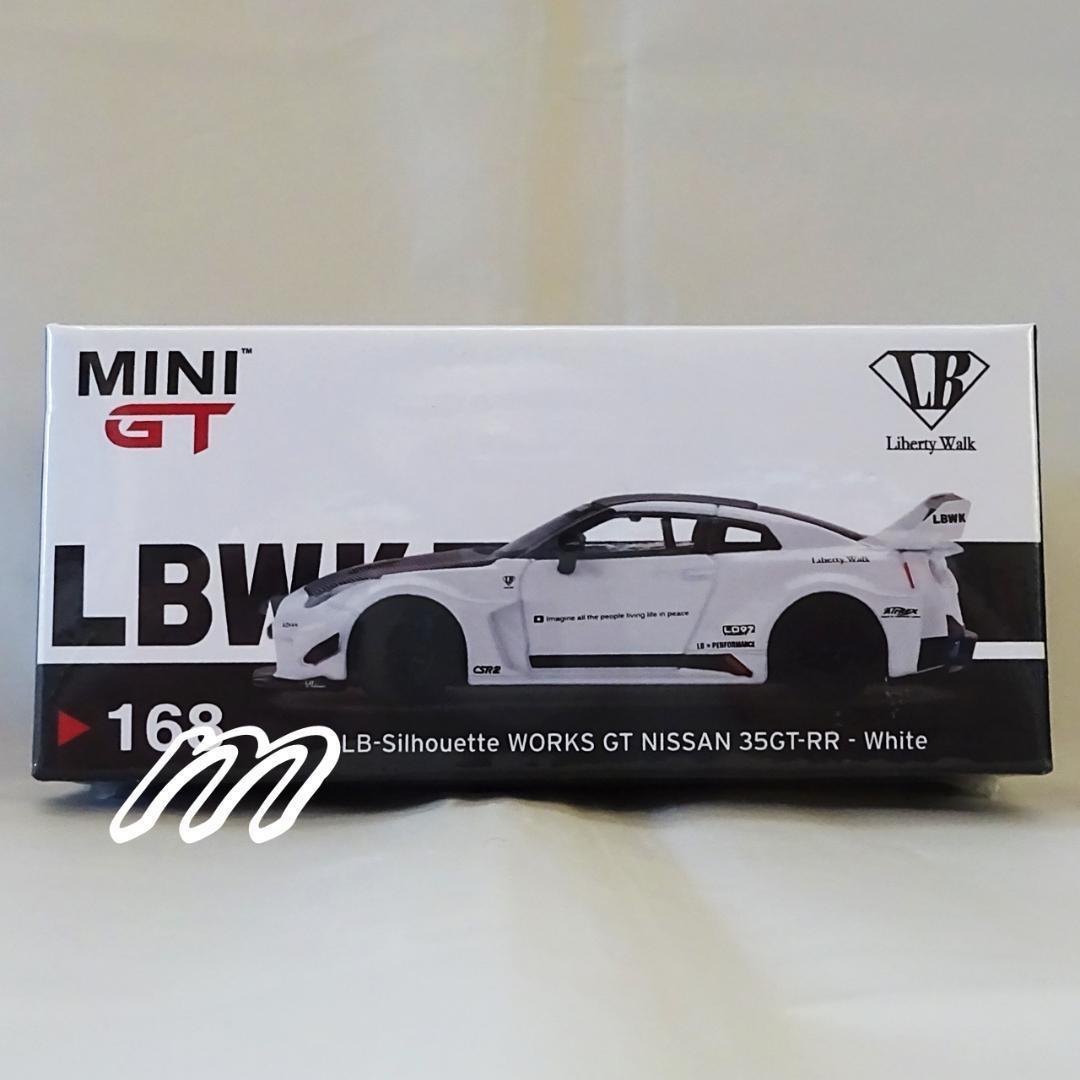 MINI™
GT
LB
Liberty Walk
LBWK
LBWK
Liberty Walk
Imagine all the people living life in peace
LD97
LB★PERFORMANCE
CSR2
168
m
LB-Silhouette WORKS GT NISSAN 35GT-RR - White